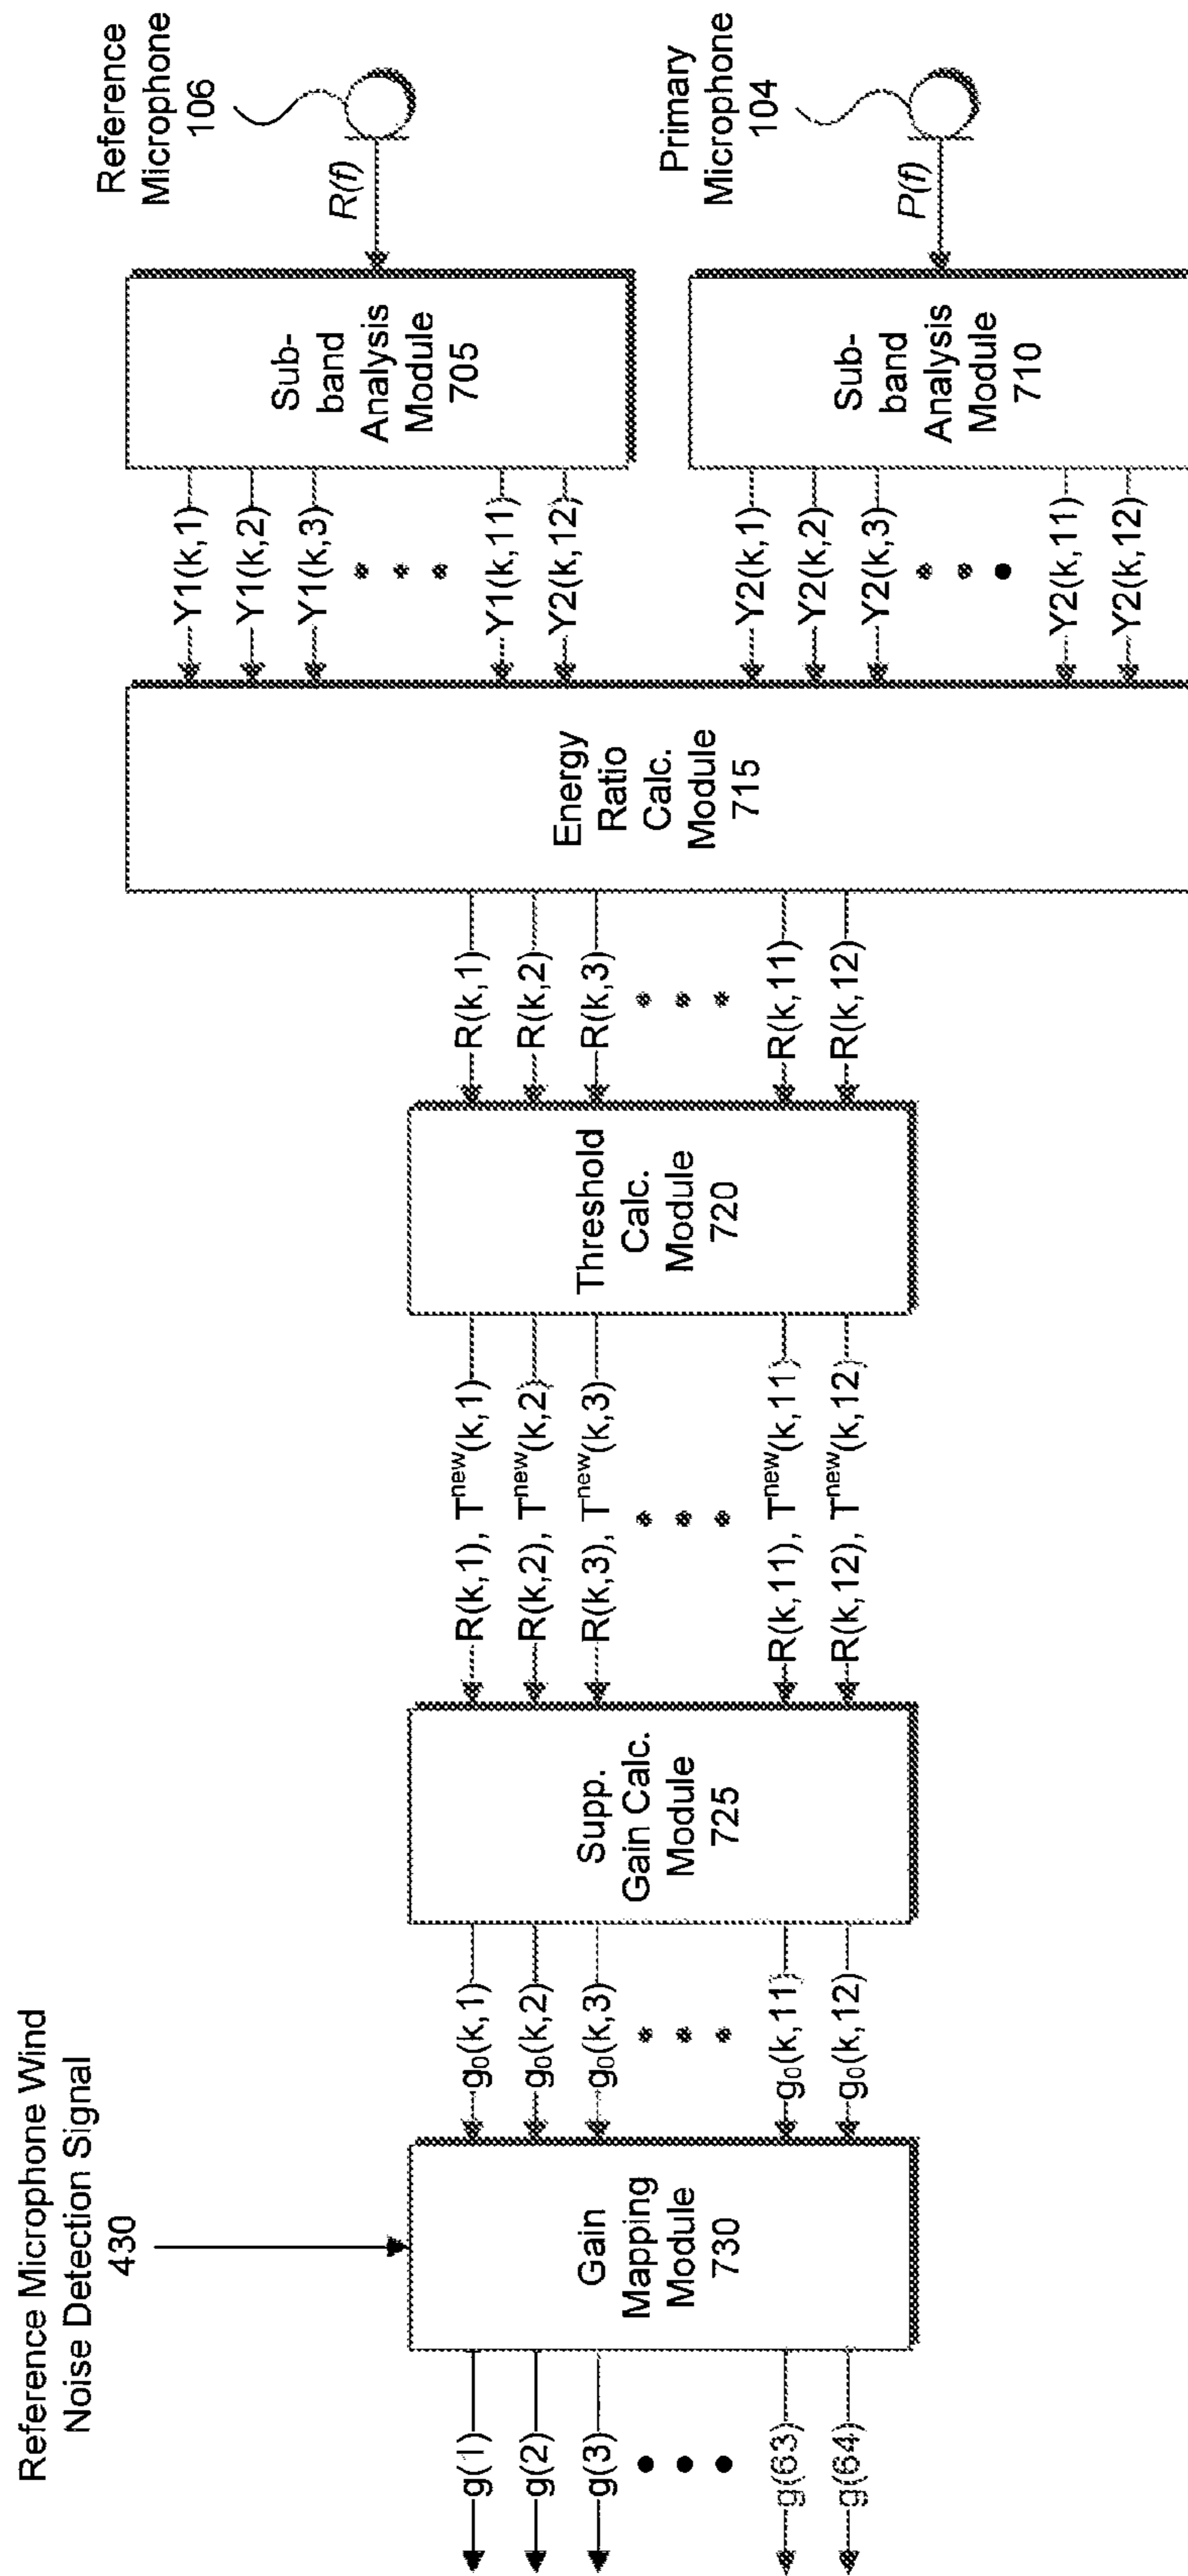 Reference Microphone Wind
Noise Detection Signal
430
Reference
Microphone
106
R(f)
Primary
Microphone
104
P(f)
Sub-
band
Analysis
Module
705
Sub-
band
Analysis
Module
710
Y1(k,1)
Y1(k,2)
Y1(k,3)
Y1(k,11)
Y2(k,12)
Y2(k,1)
Y2(k,2)
Y2(k,3)
Y2(k,11)
Y2(k,12)
Energy
Ratio
Calc.
Module
715
R(k,1)
R(k,2)
R(k,3)
R(k,11)
R(k,12)
Threshold
Calc.
Module
720
R(k,1), T^new(k,1)
R(k,2), T^new(k,2)
R(k,3), T^new(k,3)
R(k,11), T^new(k,11)
R(k,12), T^new(k,12)
Supp.
Gain Calc.
Module
725
g₀(k,1)
g₀(k,2)
g₀(k,3)
g₀(k,11)
g₀(k,12)
Gain
Mapping
Module
730
g(1)
g(2)
g(3)
g(63)
g(64)